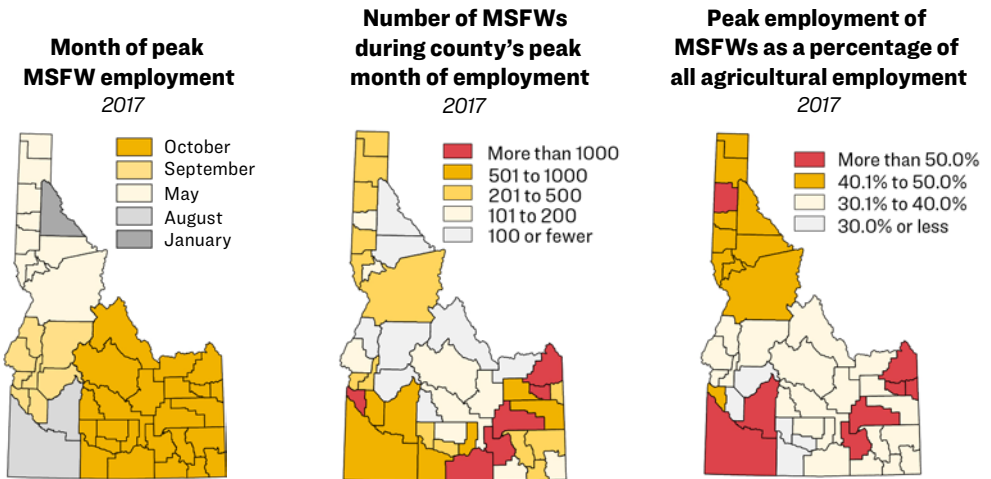 Month of peak
MSFW employment
2017
October
September
May
August
January
Number of MSFWs
during county’s peak
month of employment
2017
More than 1000
501 to 1000
201 to 500
101 to 200
100 or fewer
Peak employment of
MSFWs as a percentage of
all agricultural employment
2017
More than 50.0%
40.1% to 50.0%
30.1% to 40.0%
30.0% or less